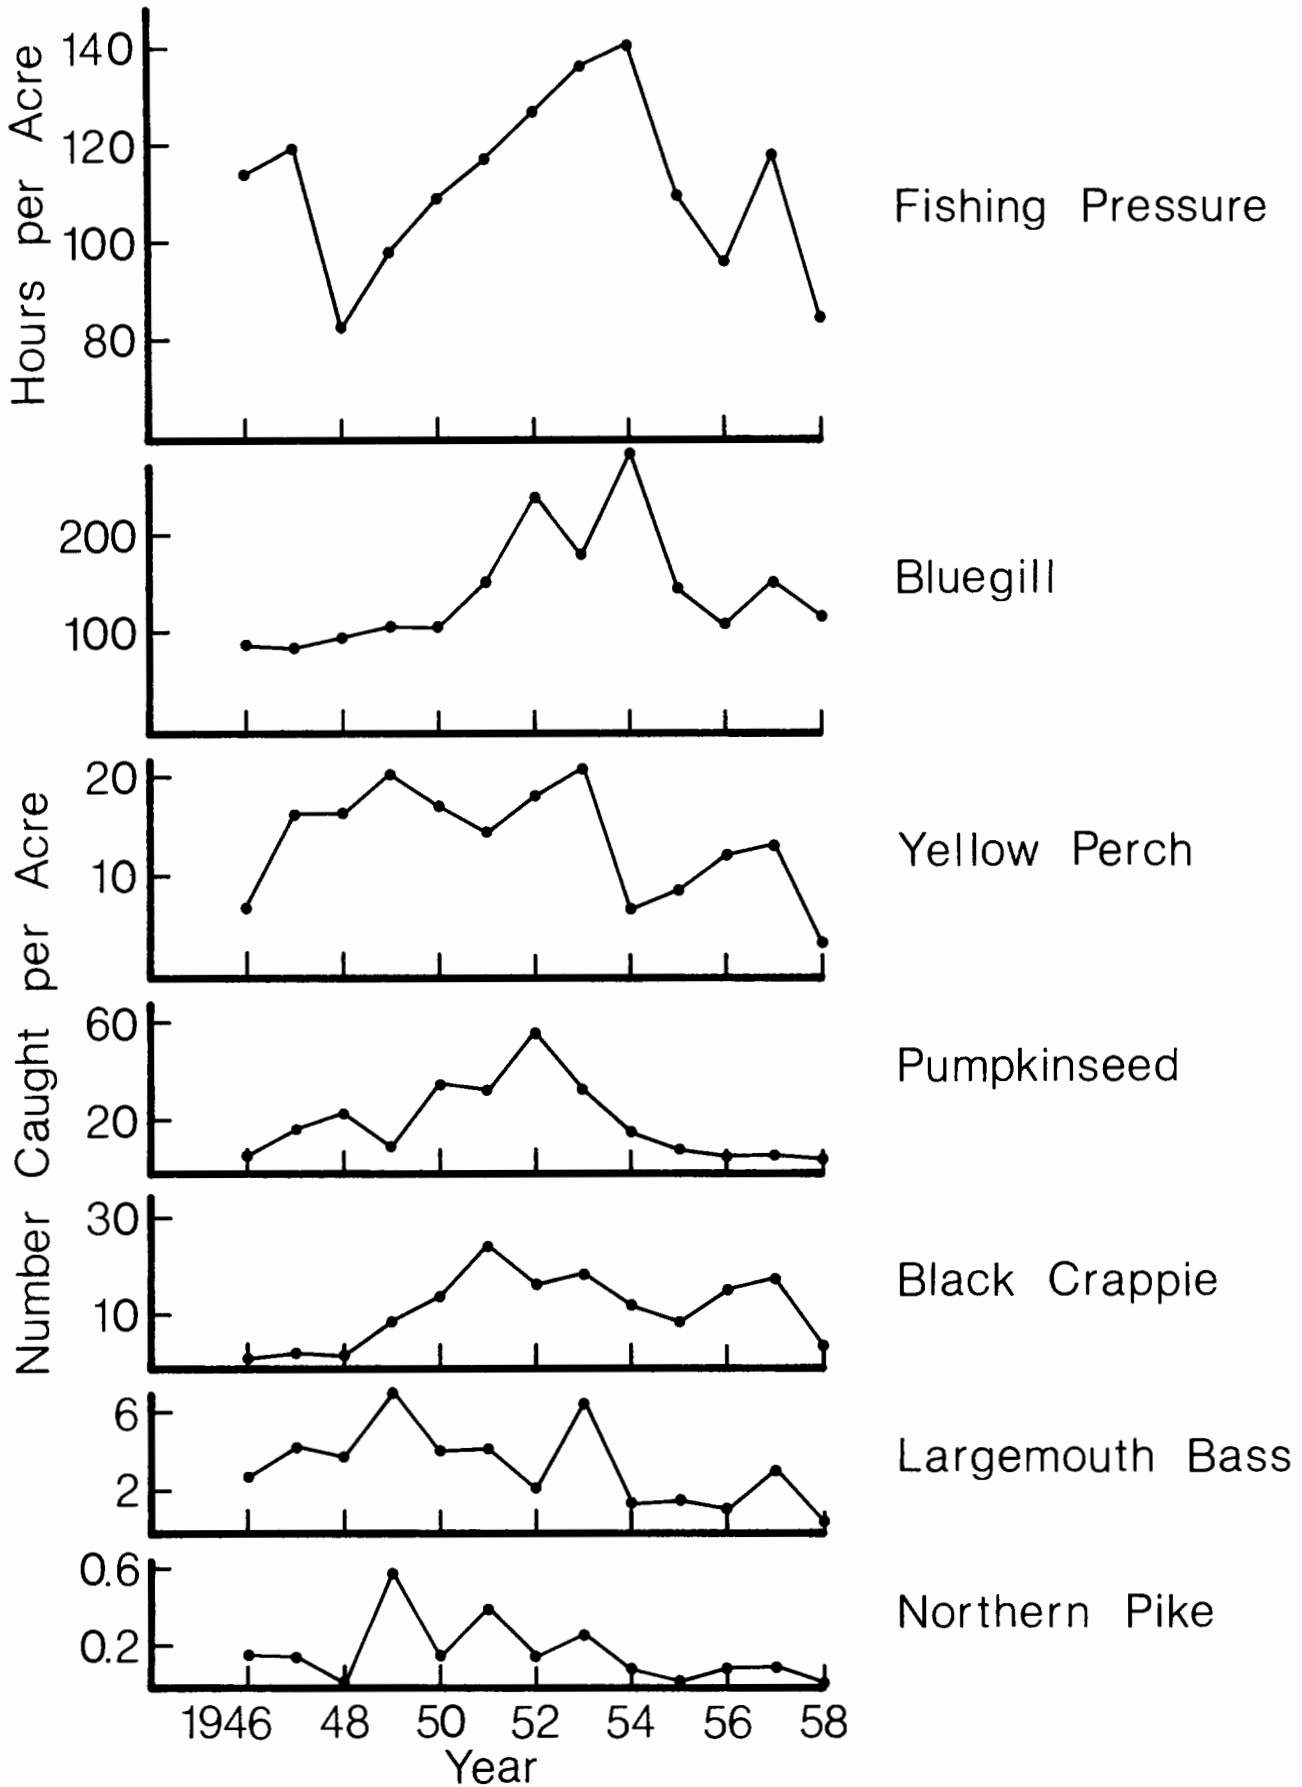 Hours per Acre
140
120
100
80
Fishing Pressure
200
100
Bluegill
Number Caught per Acre
20
10
Yellow Perch
60
20
Pumpkinseed
30
10
Black Crappie
6
2
Largemouth Bass
0.6
0.2
Northern Pike
1946 48 50 52 54 56 58
Year